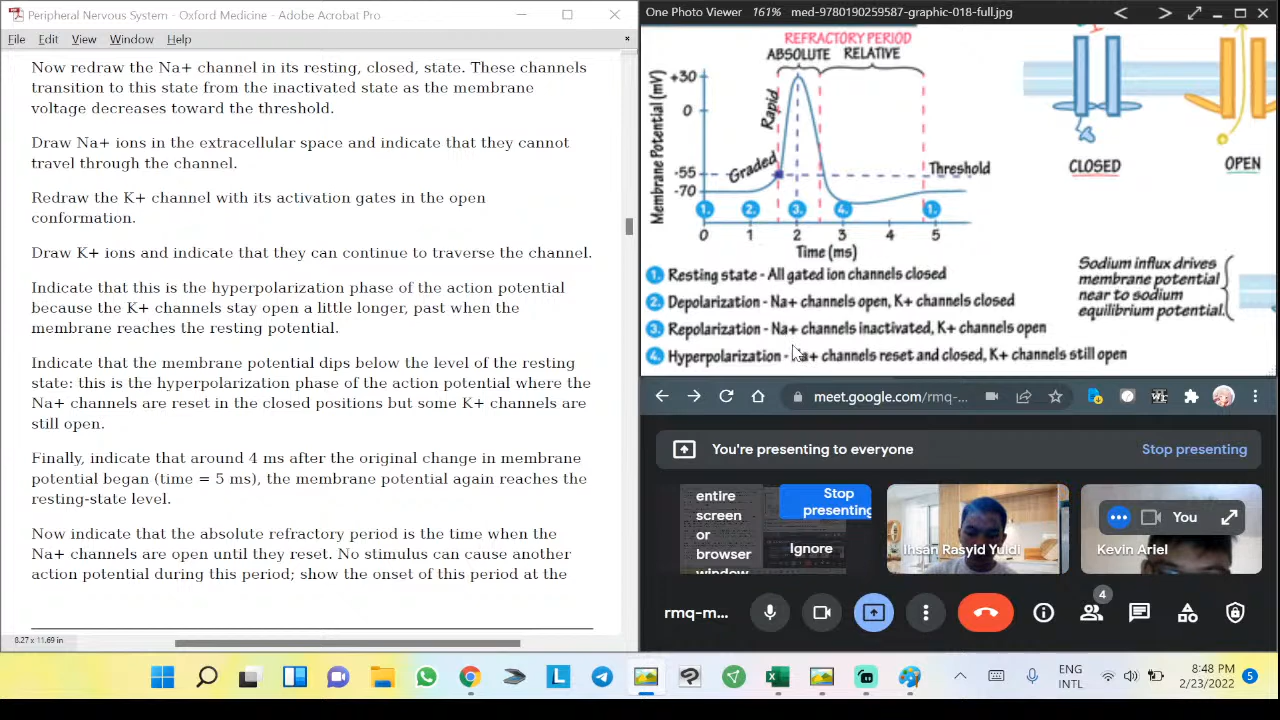 Peripheral Nervous System - Oxford Medicine - Adobe Acrobat Pro
File Edit View Window Help
Now redraw the Na+ channel in its resting, closed, state. These channels
transition to this state from the inactivated state as the membrane
voltage decreases toward the threshold.
Draw Na+ ions in the extracellular space and indicate that they cannot
travel through the channel.
Redraw the K+ channel with its activation gates in the open
conformation.
Draw K+ ions and indicate that they can continue to traverse the channel.
Indicate that this is the hyperpolarization phase of the action potential
because the K+ channels stay open a little longer, past when the
membrane reaches the resting potential.
Indicate that the membrane potential dips below the level of the resting
state: this is the hyperpolarization phase of the action potential where the
Na+ channels are reset in the closed positions but some K+ channels are
still open.
Finally, indicate that around 4 ms after the original change in membrane
potential began (time = 5 ms), the membrane potential again reaches the
resting-state level.
Now indicate that the absolute refractory period is the time when the
Na+ channels are open until they reset. No stimulus can cause another
action potential during this period; show the onset of this period at the
8.27 x 11.69 in
One Photo Viewer 161% med-9780190259587-graphic-018-full.jpg
REFRACTORY PERIOD
ABSOLUTE RELATIVE
Membrane Potential (mV)
+30
0
-55
-70
Rapid
Graded
Threshold
1. 2. 3. 4. 1.
0 1 2 3 4 5
Time (ms)
CLOSED
OPEN
1. Resting state - All gated ion channels closed
2. Depolarization - Na+ channels open, K+ channels closed
3. Repolarization - Na+ channels inactivated, K+ channels open
4. Hyperpolarization - Na+ channels reset and closed, K+ channels still open
Sodium influx drives
membrane potential
near to sodium
equilibrium potential.
meet.google.com/rmq-...
You're presenting to everyone
Stop presenting
entire
screen
or
browser
window
Stop
presenting
Ignore
Ihsan Rasyid Yuldi
You
Kevin Ariel
rmq-m...
4
ENG
INTL
8:48 PM
2/23/2022
5